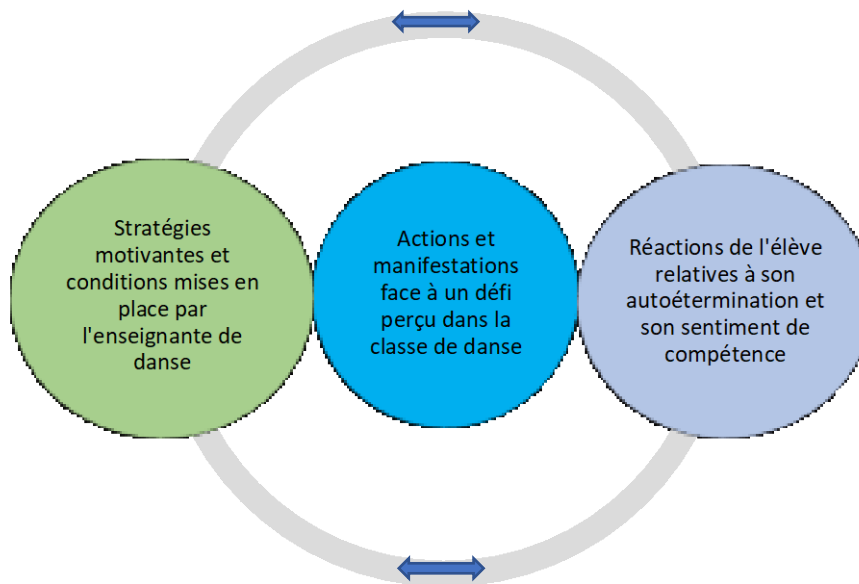 Stratégies
motivantes et
conditions mises en
place par
l'enseignante de
danse
Actions et
manifestations
face à un défi
perçu dans la
classe de danse
Réactions de l'élève
relatives à son
autoétermination et
son sentiment de
compétence